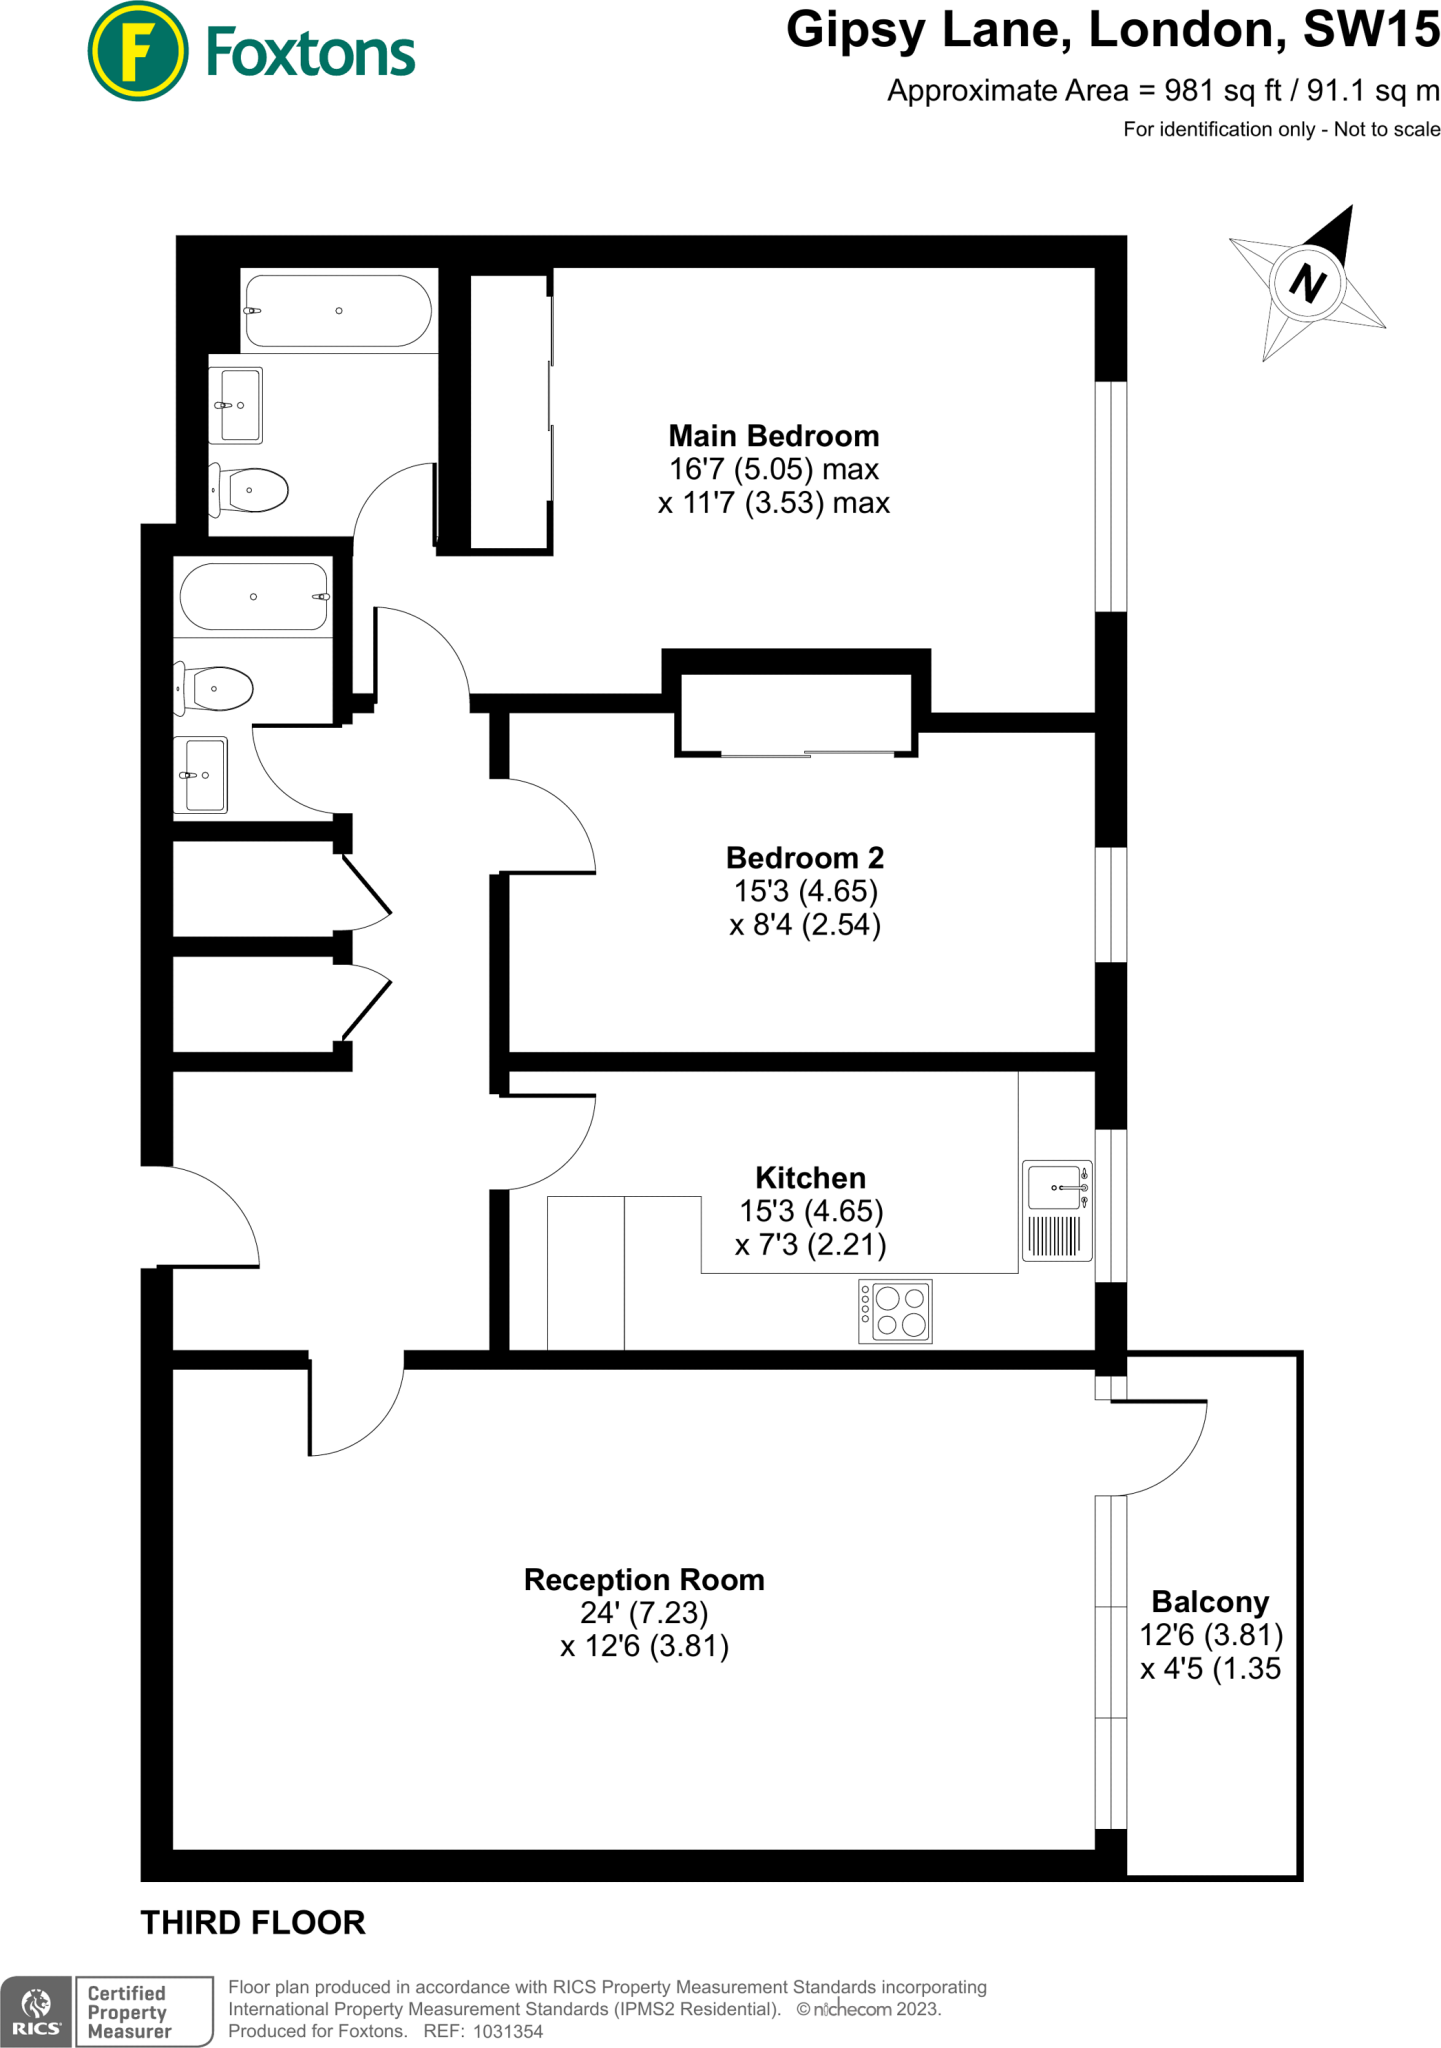 F Foxtons
Gipsy Lane, London, SW15
Approximate Area = 981 sq ft / 91.1 sq m
For identification only - Not to scale
N
Main Bedroom
16'7 (5.05) max
x 11'7 (3.53) max
Bedroom 2
15'3 (4.65)
x 8'4 (2.54)
Kitchen
15'3 (4.65)
x 7'3 (2.21)
Reception Room
24' (7.23)
x 12'6 (3.81)
Balcony
12'6 (3.81)
x 4'5 (1.35
THIRD FLOOR
RICS
Certified
Property
Measurer
Floor plan produced in accordance with RICS Property Measurement Standards incorporating
International Property Measurement Standards (IPMS2 Residential). © nichecom 2023.
Produced for Foxtons. REF: 1031354